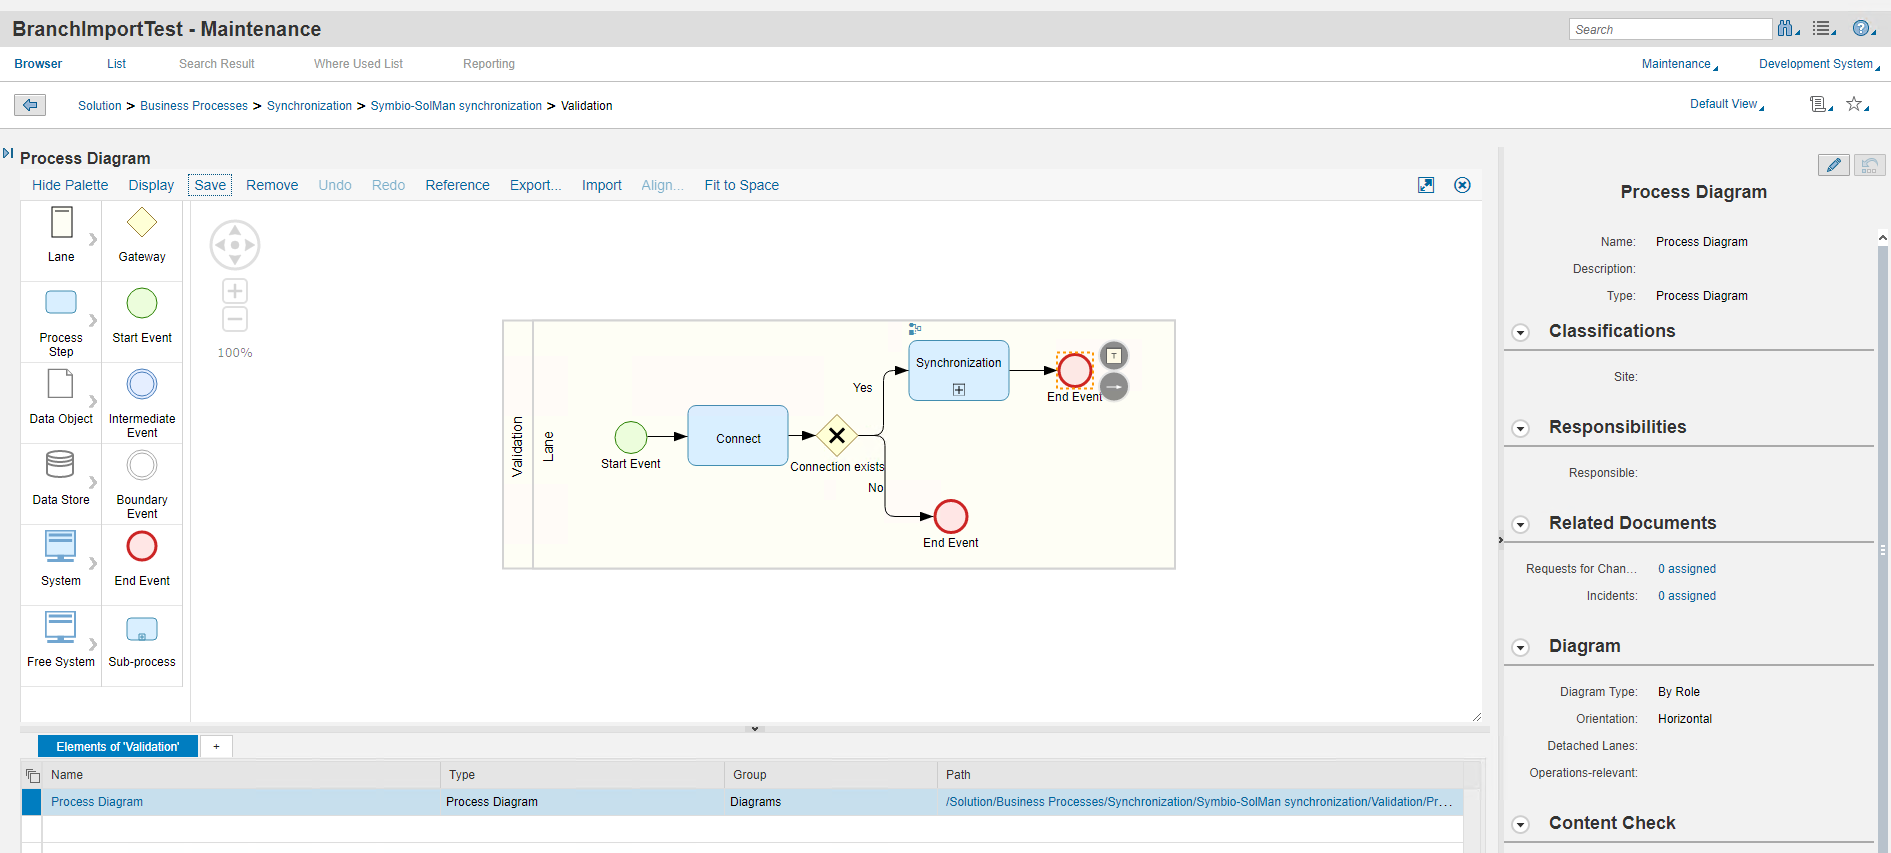 BranchImportTest - Maintenance
Search
Browser List Search Result Where Used List Reporting
Maintenance Development System
Solution > Business Processes > Synchronization > Symbio-SolMan synchronization > Validation
Default View
Process Diagram
Hide Palette Display Save Remove Undo Redo Reference Export... Import Align... Fit to Space
Lane
Gateway
Process Step
Start Event
Data Object
Intermediate Event
Data Store
Boundary Event
System
End Event
Free System
Sub-process
100%
Validation
Lane
Start Event
Connect
Connection exists
Yes
No
Synchronization
End Event
T
End Event
Process Diagram
Name: Process Diagram
Description:
Type: Process Diagram
Classifications
Site:
Responsibilities
Responsible:
Related Documents
Requests for Chan... 0 assigned
Incidents: 0 assigned
Diagram
Diagram Type: By Role
Orientation: Horizontal
Detached Lanes:
Operations-relevant:
Content Check
Elements of 'Validation' +
Name Type Group Path
Process Diagram Process Diagram Diagrams /Solution/Business Processes/Synchronization/Symbio-SolMan synchronization/Validation/Pr...